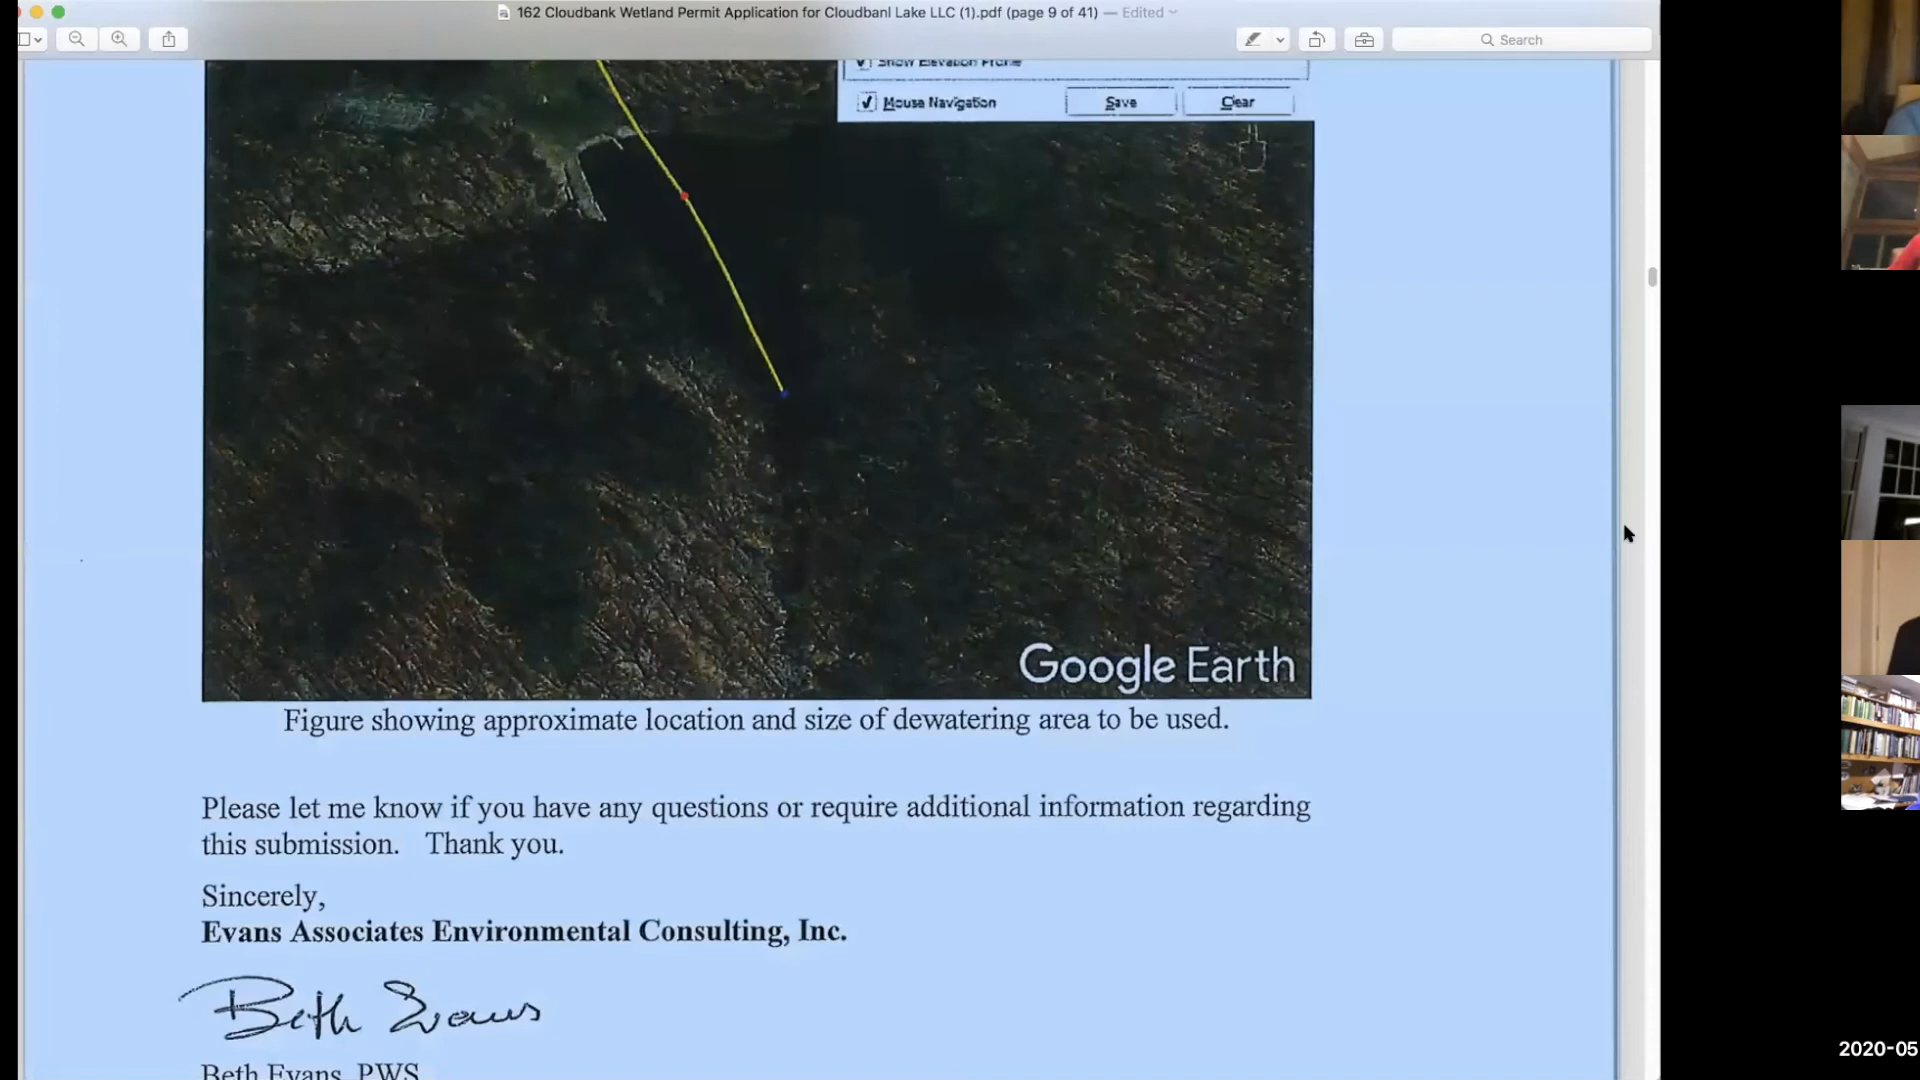 162 Cloudbank Wetland Permit Application for Cloudbanl Lake LLC (1).pdf (page 9 of 41) — Edited
Search
Show Elevation Profile
Mouse Navigation Save Clear
Google Earth
Figure showing approximate location and size of dewatering area to be used.
Please let me know if you have any questions or require additional information regarding
this submission. Thank you.
Sincerely,
Evans Associates Environmental Consulting, Inc.
Beth Evans
Beth Evans, PWS
2020-05